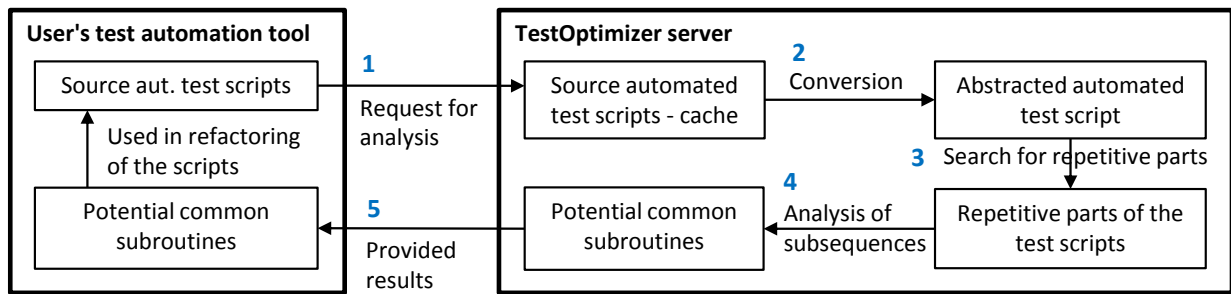 User's test automation tool
Source aut. test scripts
Used in refactoring
of the scripts
Potential common
subroutines
1
Request for
analysis
5
Provided
results
TestOptimizer server
Source automated
test scripts - cache
2
Conversion
Abstracted automated
test script
3 Search for repetitive parts
Repetitive parts of the
test scripts
4
Analysis of
subsequences
Potential common
subroutines